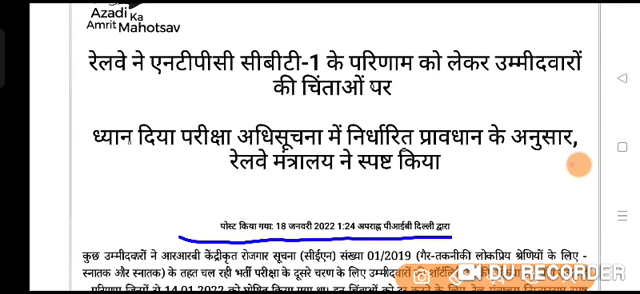 Azadi Ka
Amrit Mahotsav
रेलवे ने एनटीपीसी सीबीटी-1 के परिणाम को लेकर उम्मीदवारों
की चिंताओं पर
ध्यान दिया परीक्षा अधिसूचना में निर्धारित प्रावधान के अनुसार,
रेलवे मंत्रालय ने स्पष्ट किया
पोस्ट किया गया: 18 जनवरी 2022 1:24 अपराह्न पीआईबी दिल्ली द्वारा
कुछ उम्मीदवारों ने आरआरबी केंद्रीकृत रोजगार सूचना (सीईएन) संख्या 01/2019 (गैर-तकनीकी लोकप्रिय श्रेणियों के लिए -
स्नातक और स्नातक) के तहत चल रही भर्ती परीक्षा के दूसरे चरण के लिए उम्मीदवारों
DU RECORDER